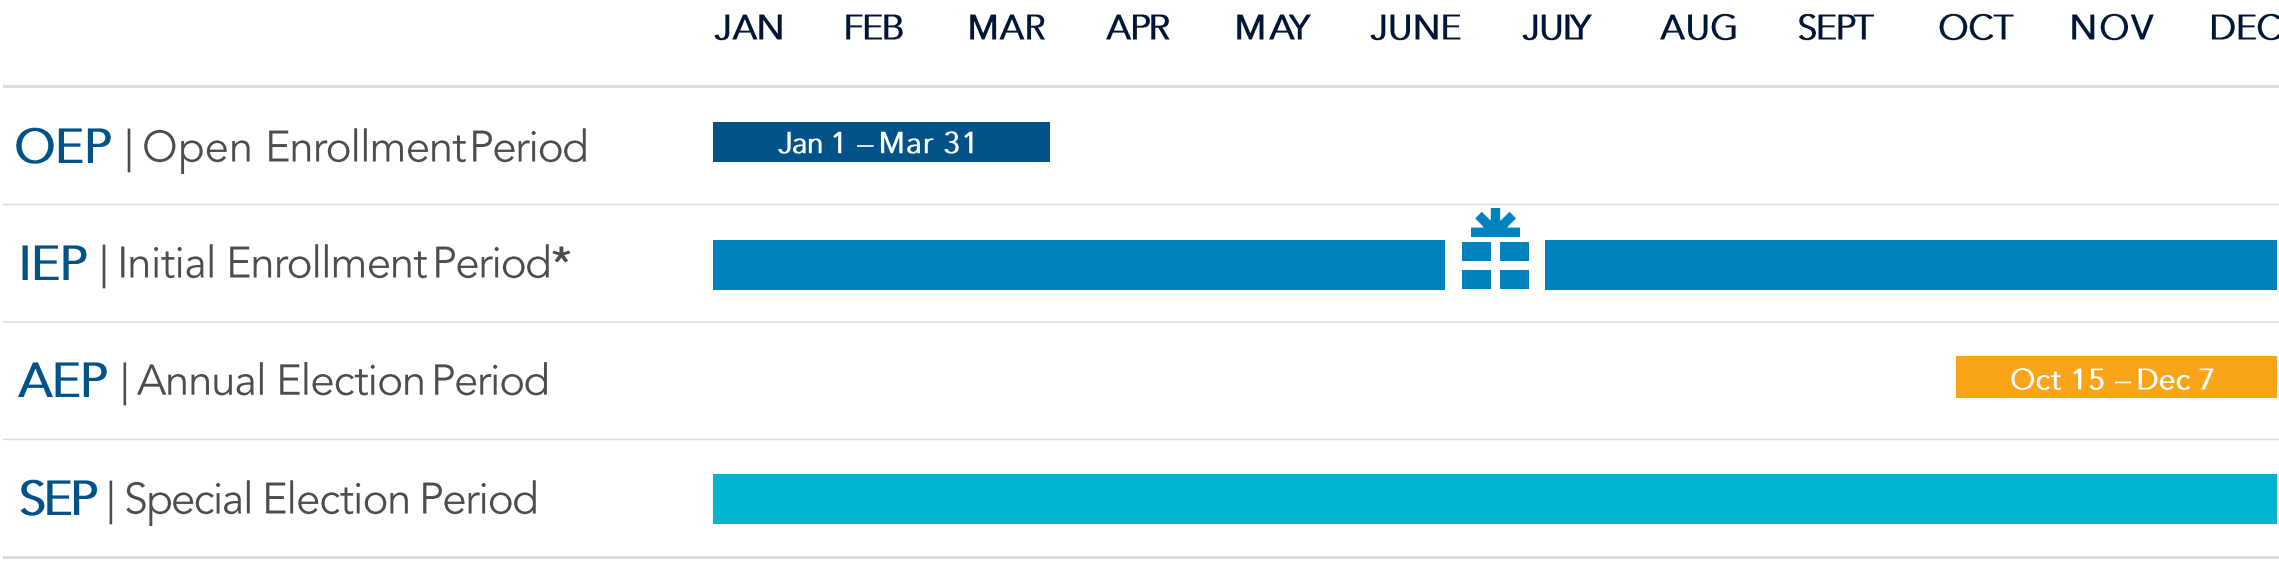 JAN FEB MAR APR MAY JUNE JULY AUG SEPT OCT NOV DEC
OEP | Open Enrollment Period Jan 1 – Mar 31
IEP | Initial Enrollment Period*
AEP | Annual Election Period Oct 15 – Dec 7
SEP | Special Election Period